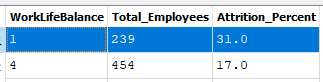 WorkLifeBalance Total_Employees Attrition_Percent
1 239 31.0
4 454 17.0